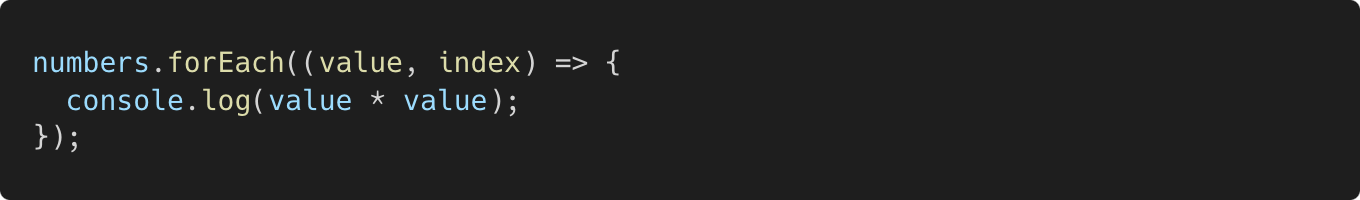 numbers.forEach((value, index) => {
  console.log(value * value);
});